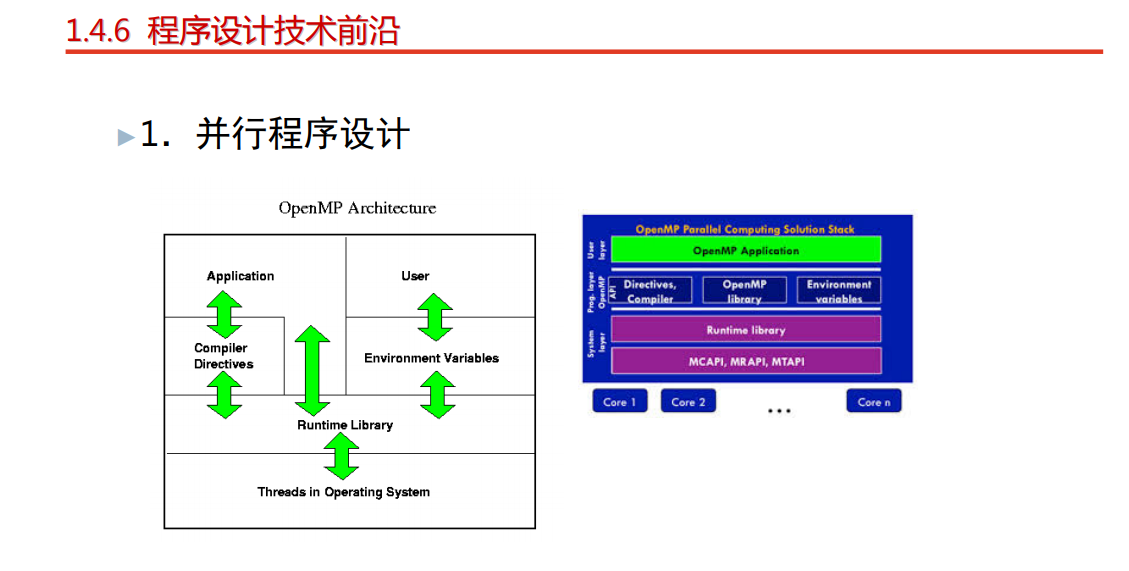 1.4.6 程序设计技术前沿
1. 并行程序设计
OpenMP Architecture
Application
User
Compiler
Directives
Environment Variables
Runtime Library
Threads in Operating System
OpenMP Parallel Computing Solution Stack
User
layer
OpenMP Application
Prog. layer
OpenMP
API
Directives,
Compiler
OpenMP
library
Environment
variables
System
layer
Runtime library
MCAPI, MRAPI, MTAPI
Core 1
Core 2
...
Core n